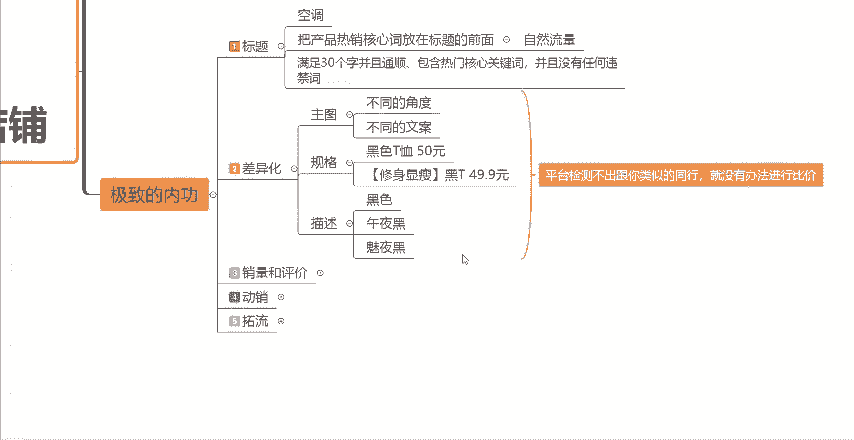 空调
1 标题
把产品热销核心词放在标题的前面
自然流量
满足30个字并且通顺、包含热门核心关键词，并且没有任何违
禁词
铺
不同的角度
主图
不同的文案
黑色T恤 50元
2 差异化
规格
【修身显瘦】黑T 49.9元
平台检测不出跟你类似的同行，就没有办法进行比价
极致的内功
黑色
描述
午夜黑
魅夜黑
3 销量和评价
4 动销
5 拓流